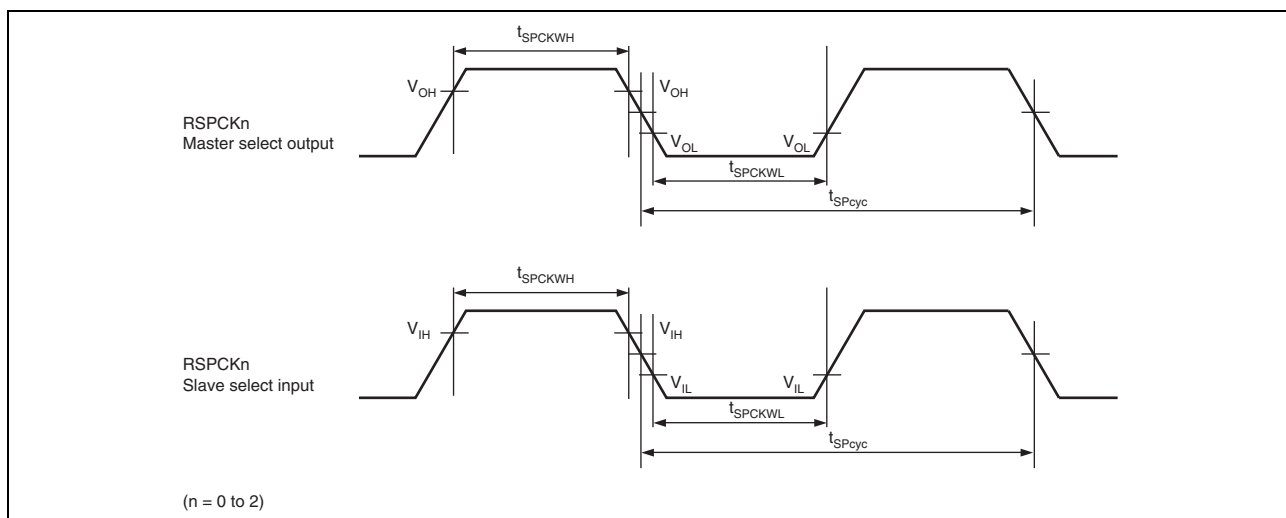 tSPCKWH
VOH
VOH
RSPCKn
Master select output
VOL
VOL
tSPCKWL
tSPcyc
tSPCKWH
VIH
VIH
RSPCKn
Slave select input
VIL
VIL
tSPCKWL
tSPcyc
(n = 0 to 2)